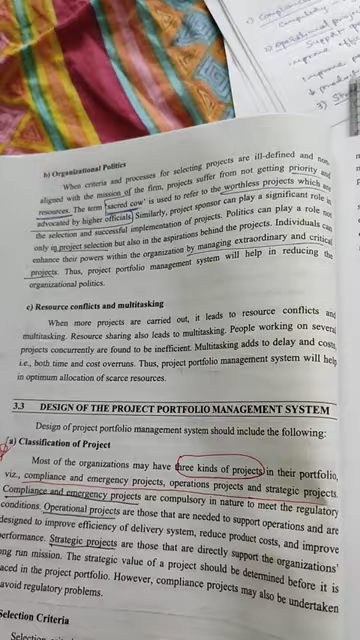 1) Compliance
2) Operational proj
Support
improve
3) St
b) Organizational Politics
When criteria and processes for selecting projects are ill-defined and non-
aligned with the mission of the firm, projects suffer from not getting priority and
resources. The term 'sacred cow' is used to refer to the worthless projects which are
advocated by higher officials. Similarly, project sponsor can play a significant role in
the selection and successful implementation of projects. Politics can play a role not
only in project selection but also in the aspirations behind the projects. Individuals can
enhance their powers within the organization by managing extraordinary and critical
projects. Thus, project portfolio management system will help in reducing the
organizational politics.
c) Resource conflicts and multitasking
When more projects are carried out, it leads to resource conflicts and
multitasking. Resource sharing also leads to multitasking. People working on several
projects concurrently are found to be inefficient. Multitasking adds to delay and costs,
i.e., both time and cost overruns. Thus, project portfolio management system will help
in optimum allocation of scarce resources.
3.3 DESIGN OF THE PROJECT PORTFOLIO MANAGEMENT SYSTEM
Design of project portfolio management system should include the following:
(a) Classification of Project
Most of the organizations may have three kinds of projects in their portfolio,
viz., compliance and emergency projects, operations projects and strategic projects.
Compliance and emergency projects are compulsory in nature to meet the regulatory
conditions. Operational projects are those that are needed to support operations and are
designed to improve efficiency of delivery system, reduce product costs, and improve
performance. Strategic projects are those that are directly support the organizations'
ong run mission. The strategic value of a project should be determined before it is
aced in the project portfolio. However, compliance projects may also be undertaken
avoid regulatory problems.
Selection Criteria